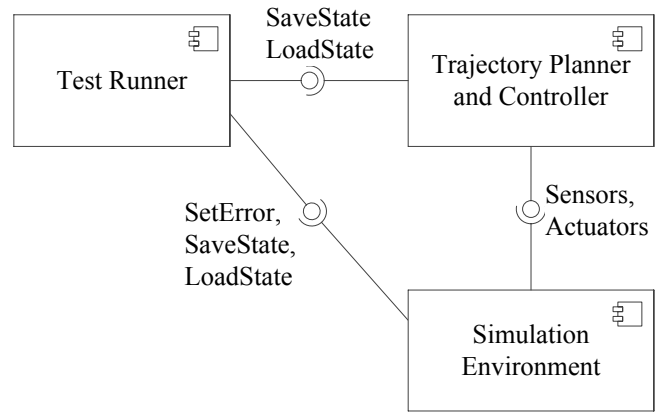 SaveState
LoadState
Test Runner
Trajectory Planner
and Controller
SetError,
SaveState,
LoadState
Sensors,
Actuators
Simulation
Environment